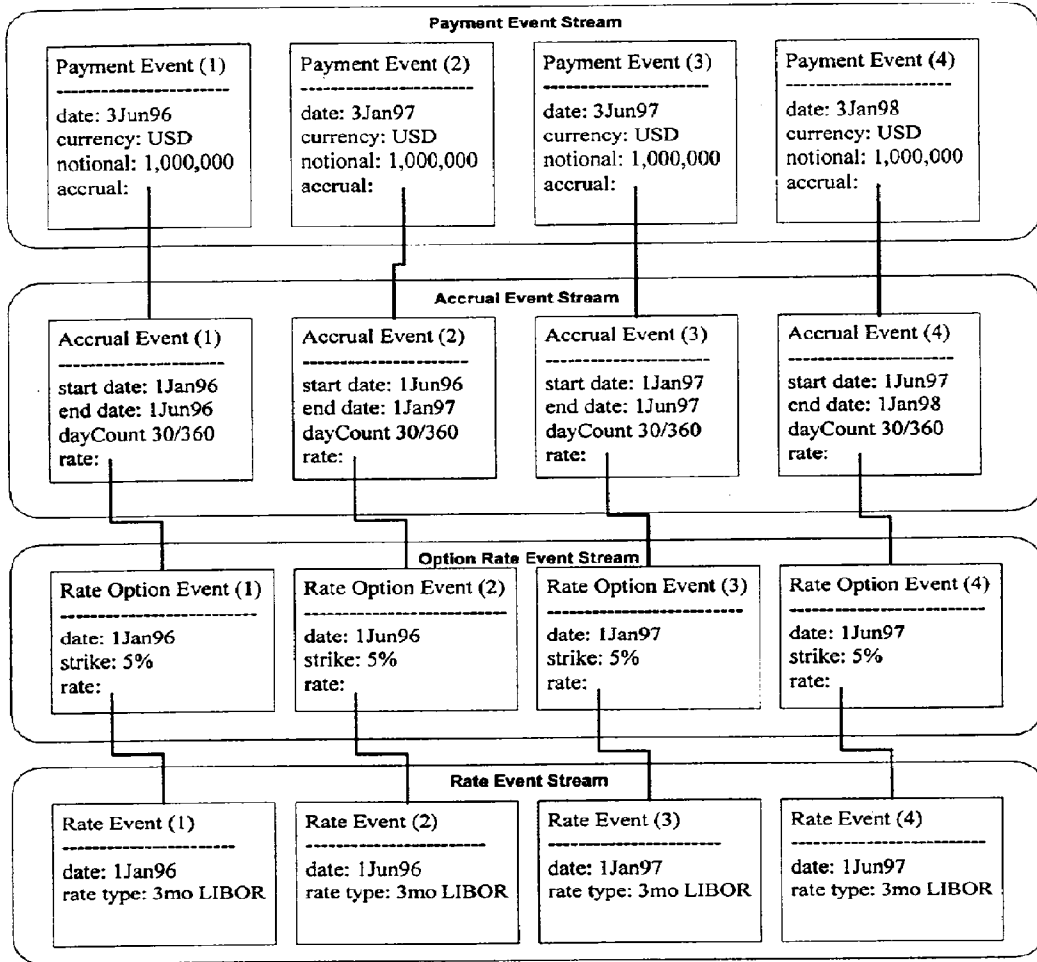 Payment Event Stream
Payment Event (1)
--------------------
date: 3Jun96
currency: USD
notional: 1,000,000
accrual:
Payment Event (2)
--------------------
date: 3Jan97
currency: USD
notional: 1,000,000
accrual:
Payment Event (3)
--------------------
date: 3Jun97
currency: USD
notional: 1,000,000
accrual:
Payment Event (4)
--------------------
date: 3Jan98
currency: USD
notional: 1,000,000
accrual:
Accrual Event Stream
Accrual Event (1)
--------------------
start date: 1Jan96
end date: 1Jun96
dayCount 30/360
rate:
Accrual Event (2)
--------------------
start date: 1Jun96
end date: 1Jan97
dayCount 30/360
rate:
Accrual Event (3)
--------------------
start date: 1Jan97
end date: 1Jun97
dayCount 30/360
rate:
Accrual Event (4)
--------------------
start date: 1Jun97
end date: 1Jan98
dayCount 30/360
rate:
Option Rate Event Stream
Rate Option Event (1)
--------------------
date: 1Jan96
strike: 5%
rate:
Rate Option Event (2)
--------------------
date: 1Jun96
strike: 5%
rate:
Rate Option Event (3)
--------------------
date: 1Jan97
strike: 5%
rate:
Rate Option Event (4)
--------------------
date: 1Jun97
strike: 5%
rate:
Rate Event Stream
Rate Event (1)
--------------------
date: 1Jan96
rate type: 3mo LIBOR
Rate Event (2)
--------------------
date: 1Jun96
rate type: 3mo LIBOR
Rate Event (3)
--------------------
date: 1Jan97
rate type: 3mo LIBOR
Rate Event (4)
--------------------
date: 1Jun97
rate type: 3mo LIBOR